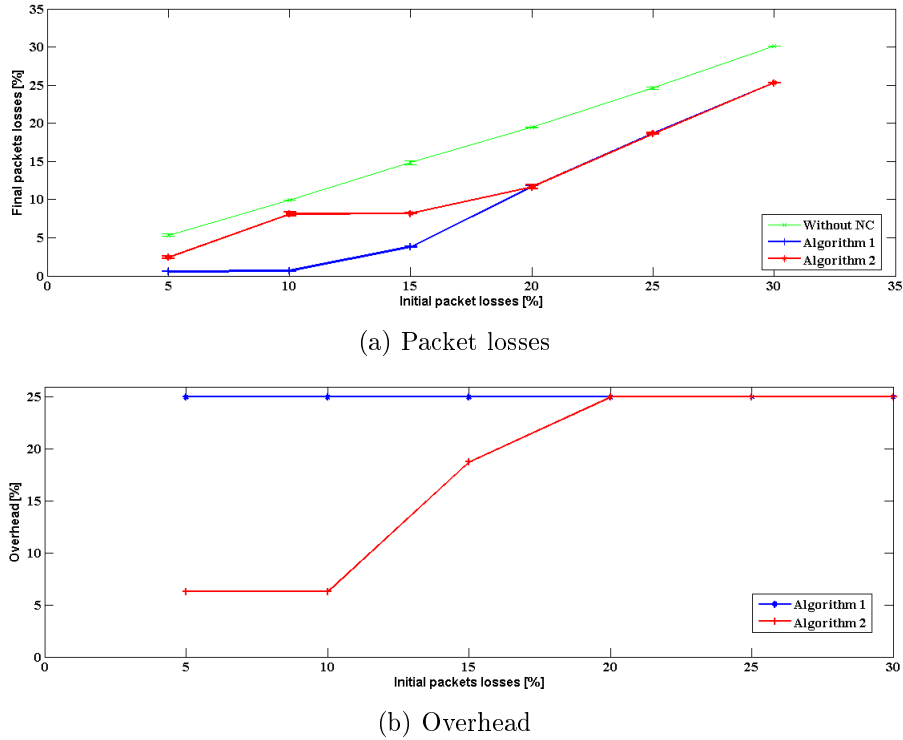 35
30
25
20
15
10
5
0
Final packets losses [%]
0 5 10 15 20 25 30 35
Initial packet losses [%]
Without NC
Algorithm 1
Algorithm 2
(a) Packet losses
25
20
15
10
5
0
Overhead [%]
0 5 10 15 20 25 30
Initial packets losses [%]
Algorithm 1
Algorithm 2
(b) Overhead